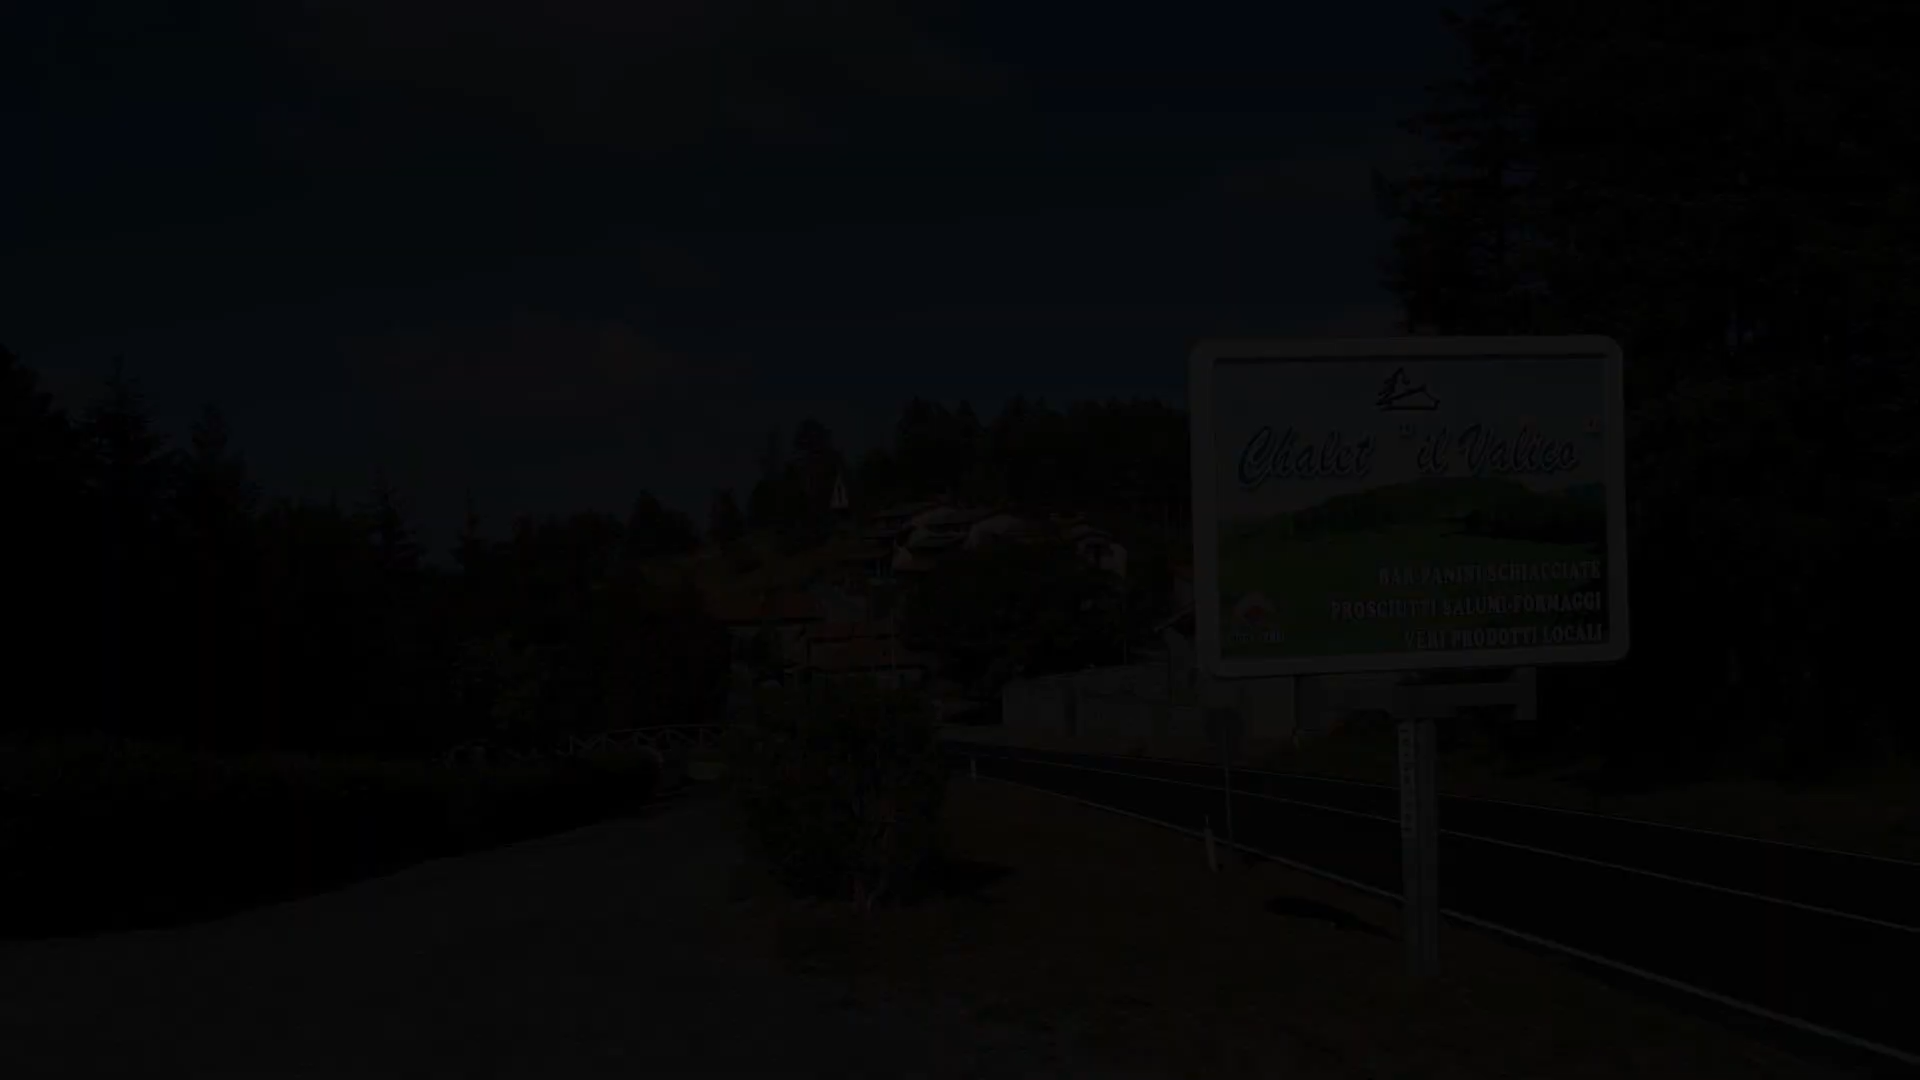 Chalet "il Valico"
BAR-PANINI SCHIACCIATE
PROSCIUTTI SALUMI-FORMAGGI
VERI PRODOTTI LOCALI